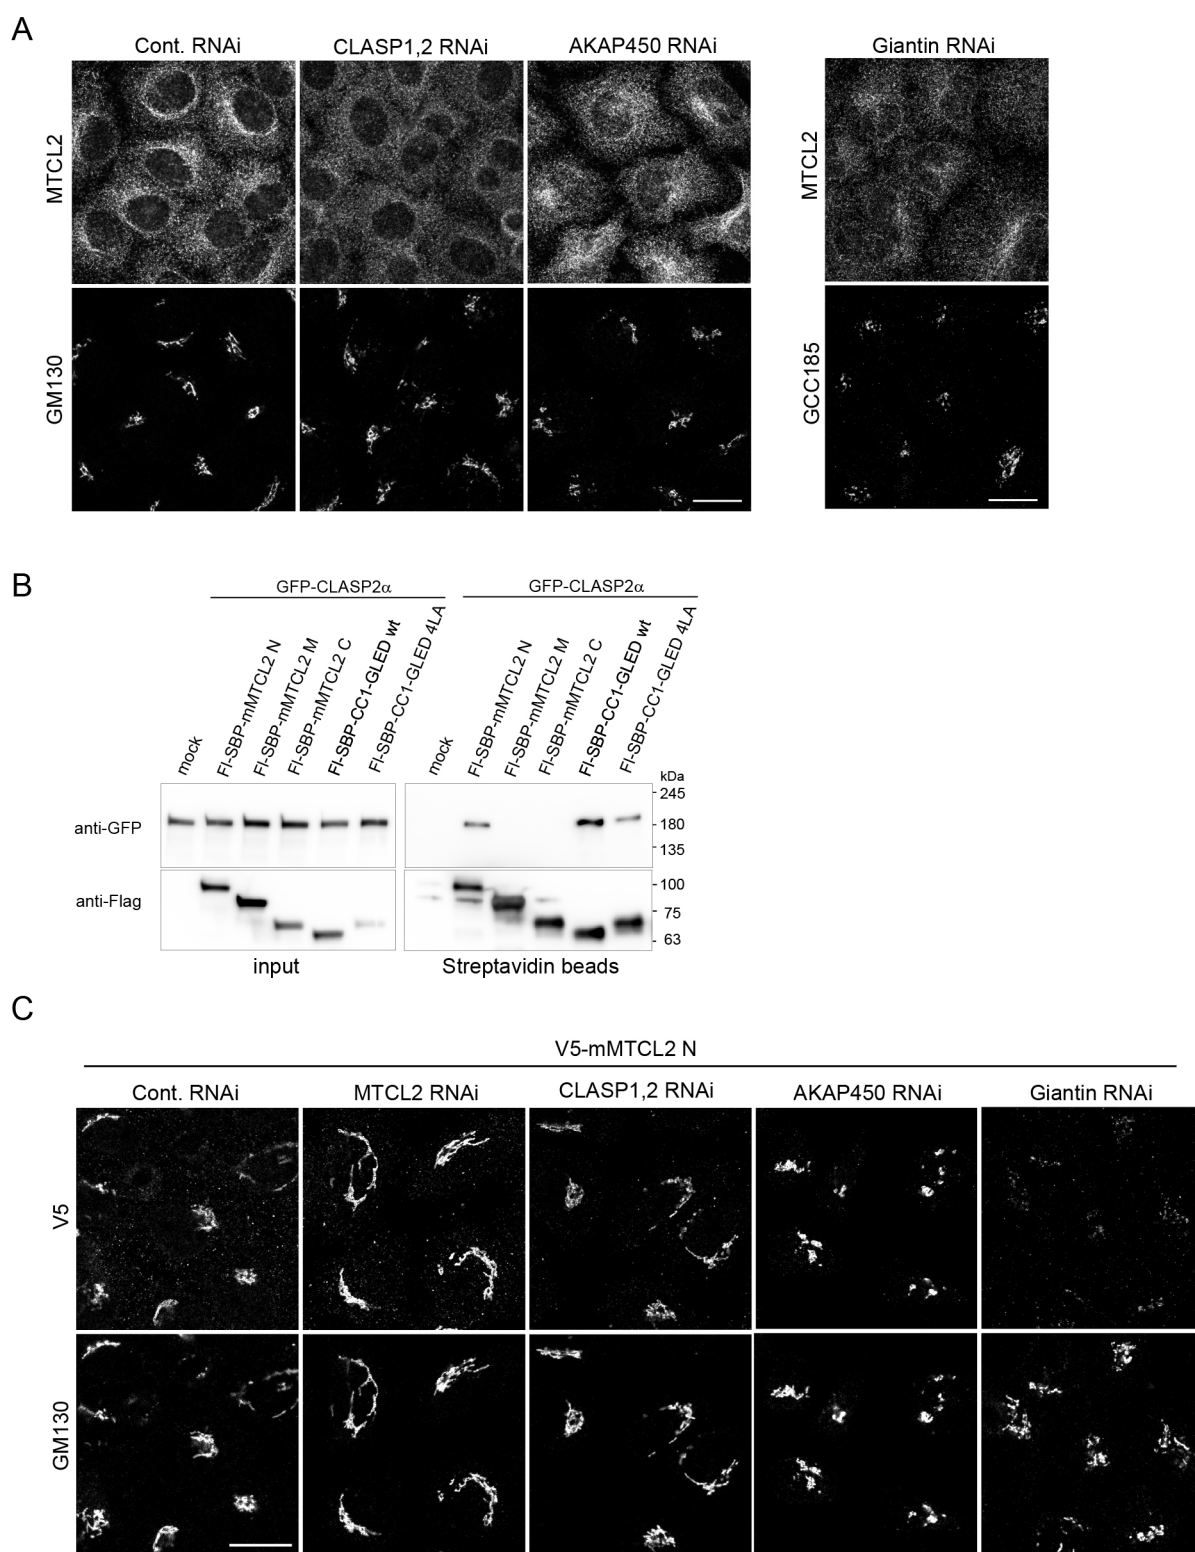 A
Cont. RNAi
CLASP1,2 RNAi
AKAP450 RNAi
Giantin RNAi
MTCL2
MTCL2
GM130
GCC185
B
GFP-CLASP2α
GFP-CLASP2α
mock
Fl-SBP-mMTCL2 N
Fl-SBP-mMTCL2 M
Fl-SBP-mMTCL2 C
Fl-SBP-CC1-GLED wt
Fl-SBP-CC1-GLED 4LA
mock
Fl-SBP-mMTCL2 N
Fl-SBP-mMTCL2 M
Fl-SBP-mMTCL2 C
Fl-SBP-CC1-GLED wt
Fl-SBP-CC1-GLED 4LA
kDa
245
anti-GFP
180
135
100
anti-Flag
75
63
input
Streptavidin beads
C
V5-mMTCL2 N
Cont. RNAi
MTCL2 RNAi
CLASP1,2 RNAi
AKAP450 RNAi
Giantin RNAi
V5
GM130